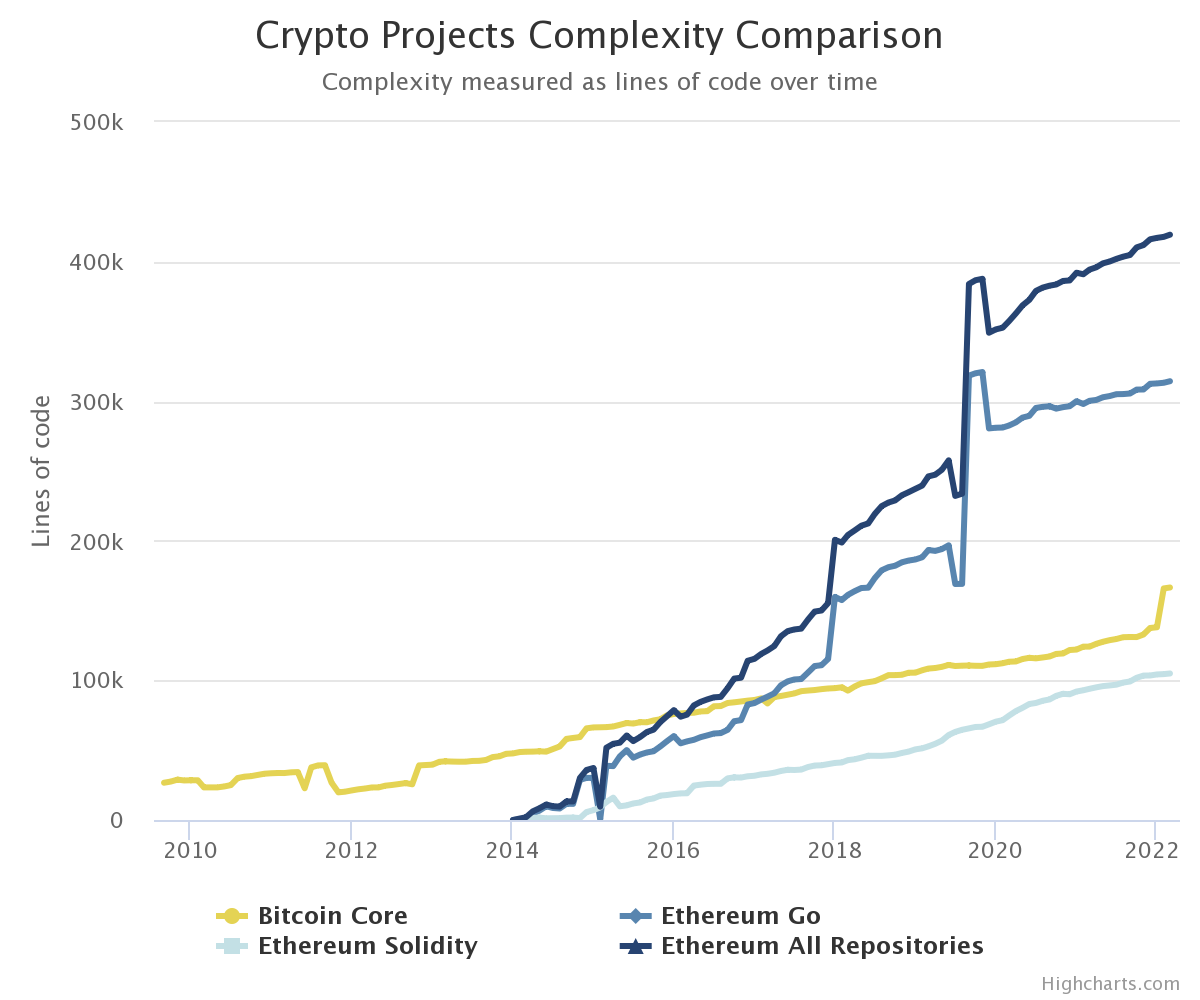 Crypto Projects Complexity Comparison
Complexity measured as lines of code over time
500k
400k
300k
200k
100k
0
Lines of code
2010 2012 2014 2016 2018 2020 2022
Bitcoin Core Ethereum Go
Ethereum Solidity Ethereum All Repositories
Highcharts.com